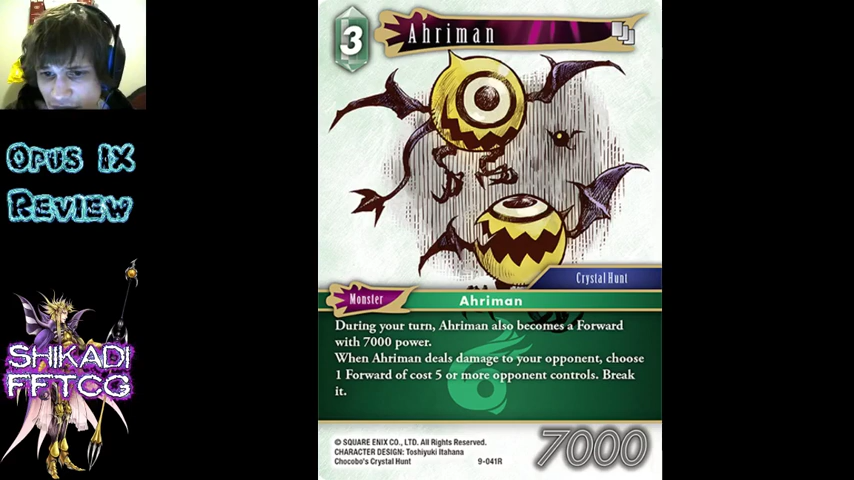 Opus IX
Review
SHIKADI
FFTCG
3
Ahriman
Crystal Hunt
Monster
Ahriman
During your turn, Ahriman also becomes a Forward
with 7000 power.
When Ahriman deals damage to your opponent, choose
1 Forward of cost 5 or more opponent controls. Break
it.
© SQUARE ENIX CO., LTD. All Rights Reserved.
CHARACTER DESIGN: Toshiyuki Itahana
Chocobo's Crystal Hunt
9-041R
7000